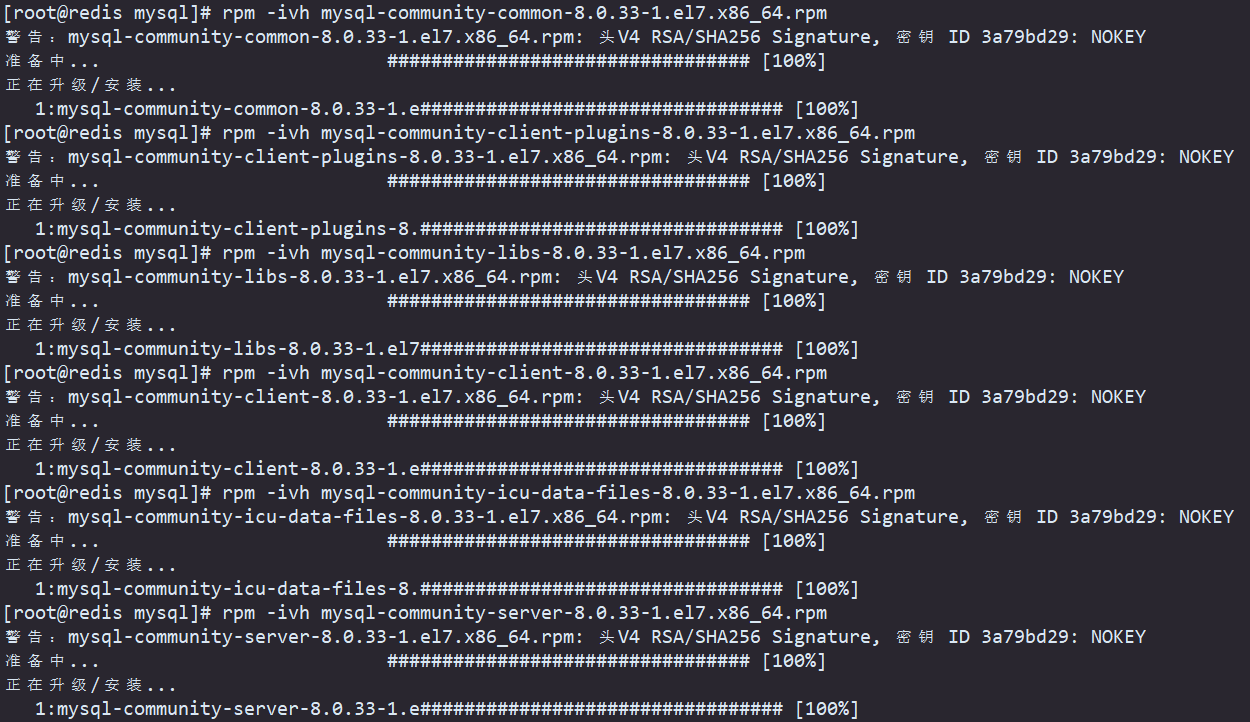 [root@redis mysql]# rpm -ivh mysql-community-common-8.0.33-1.el7.x86_64.rpm
警告：mysql-community-common-8.0.33-1.el7.x86_64.rpm: 头V4 RSA/SHA256 Signature, 密钥 ID 3a79bd29: NOKEY
准备中...                          ################################# [100%]
正在升级/安装...
   1:mysql-community-common-8.0.33-1.e################################# [100%]
[root@redis mysql]# rpm -ivh mysql-community-client-plugins-8.0.33-1.el7.x86_64.rpm
警告：mysql-community-client-plugins-8.0.33-1.el7.x86_64.rpm: 头V4 RSA/SHA256 Signature, 密钥 ID 3a79bd29: NOKEY
准备中...                          ################################# [100%]
正在升级/安装...
   1:mysql-community-client-plugins-8.################################# [100%]
[root@redis mysql]# rpm -ivh mysql-community-libs-8.0.33-1.el7.x86_64.rpm
警告：mysql-community-libs-8.0.33-1.el7.x86_64.rpm: 头V4 RSA/SHA256 Signature, 密钥 ID 3a79bd29: NOKEY
准备中...                          ################################# [100%]
正在升级/安装...
   1:mysql-community-libs-8.0.33-1.el7################################# [100%]
[root@redis mysql]# rpm -ivh mysql-community-client-8.0.33-1.el7.x86_64.rpm
警告：mysql-community-client-8.0.33-1.el7.x86_64.rpm: 头V4 RSA/SHA256 Signature, 密钥 ID 3a79bd29: NOKEY
准备中...                          ################################# [100%]
正在升级/安装...
   1:mysql-community-client-8.0.33-1.e################################# [100%]
[root@redis mysql]# rpm -ivh mysql-community-icu-data-files-8.0.33-1.el7.x86_64.rpm
警告：mysql-community-icu-data-files-8.0.33-1.el7.x86_64.rpm: 头V4 RSA/SHA256 Signature, 密钥 ID 3a79bd29: NOKEY
准备中...                          ################################# [100%]
正在升级/安装...
   1:mysql-community-icu-data-files-8.################################# [100%]
[root@redis mysql]# rpm -ivh mysql-community-server-8.0.33-1.el7.x86_64.rpm
警告：mysql-community-server-8.0.33-1.el7.x86_64.rpm: 头V4 RSA/SHA256 Signature, 密钥 ID 3a79bd29: NOKEY
准备中...                          ################################# [100%]
正在升级/安装...
   1:mysql-community-server-8.0.33-1.e################################# [100%]